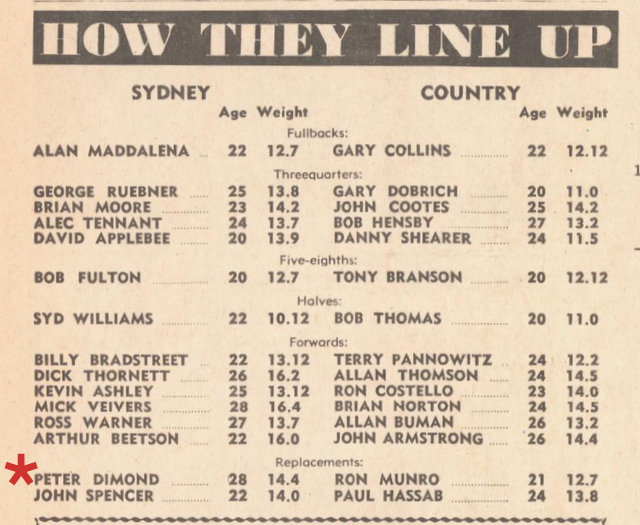 HOW THEY LINE UP
SYDNEY COUNTRY
Age Weight Age Weight
Fullbacks:
ALAN MADDALENA .. 22 12.7 GARY COLLINS ............ 22 12.12
Threequarters:
GEORGE RUEBNER ........ 25 13.8 GARY DOBRICH ............ 20 11.0
BRIAN MOORE ............ 23 14.2 JOHN COOTES ............ 25 14.2
ALEC TENNANT ............ 24 13.7 BOB HENSBY ............ 27 13.2
DAVID APPLEBEE ........ 20 13.9 DANNY SHEARER ........ 24 11.5
Five-eighths:
BOB FULTON ............ 20 12.7 TONY BRANSON ........ 20 12.12
Halves:
SYD WILLIAMS ............ 22 10.12 BOB THOMAS ............ 20 11.0
Forwards:
BILLY BRADSTREET .... 22 13.12 TERRY PANNOWITZ .. 24 12.2
DICK THORNETT ........ 26 16.2 ALLAN THOMSON .... 24 14.5
KEVIN ASHLEY ............ 25 13.12 RON COSTELLO ........ 23 14.0
MICK VEIVERS ............ 28 16.4 BRIAN NORTON ........ 24 14.5
ROSS WARNER ............ 27 13.7 ALLAN BUMAN ............ 26 13.2
ARTHUR BEETSON ........ 22 16.0 JOHN ARMSTRONG .... 26 14.4
Replacements:
* PETER DIMOND ............ 28 14.4 RON MUNRO ............ 21 12.7
JOHN SPENCER ............ 22 14.0 PAUL HASSAB ............ 24 13.8